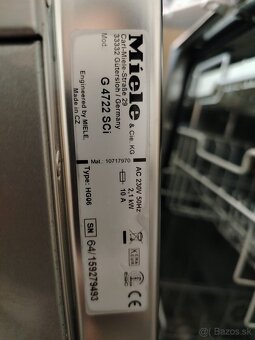 Miele
& Cie. KG
Carl-Miele-Straße 29
33332 Gütersloh / Germany
Mod.
G 4722 SCi
Engineered by MIELE,
Made in CZ
Mat.: 10717970
AC 230V 50Hz
2,1 kW
10 A
Type: HG06
SN
64/159279493
CE
bazos.sk